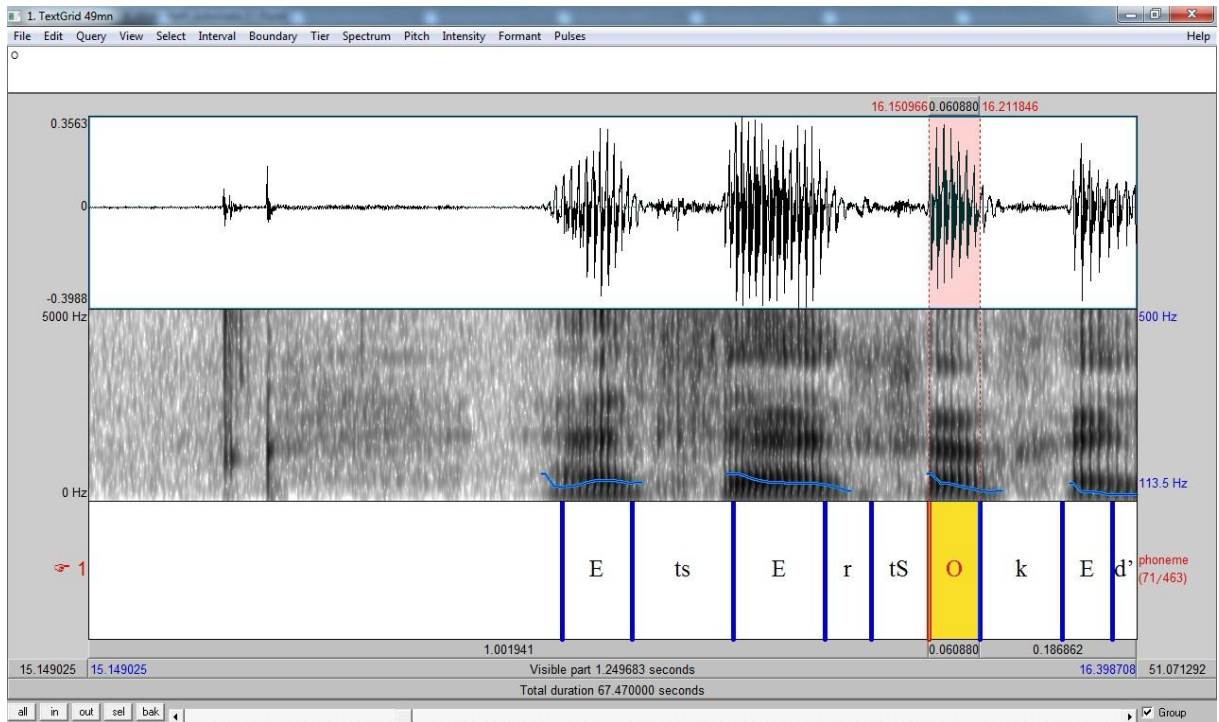 1. TextGrid 49mn
File Edit Query View Select Interval Boundary Tier Spectrum Pitch Intensity Formant Pulses Help
O
16.150966 0.060880 16.211846
0.3563
0
-0.3988
5000 Hz 500 Hz
0 Hz 113.5 Hz
☞ 1 E ts E r tS O k E d' phoneme
(71/463)
1.001941 0.060880 0.186862
15.149025 15.149025 Visible part 1.249683 seconds 16.398708 51.071292
Total duration 67.470000 seconds
all in out sel bak Group